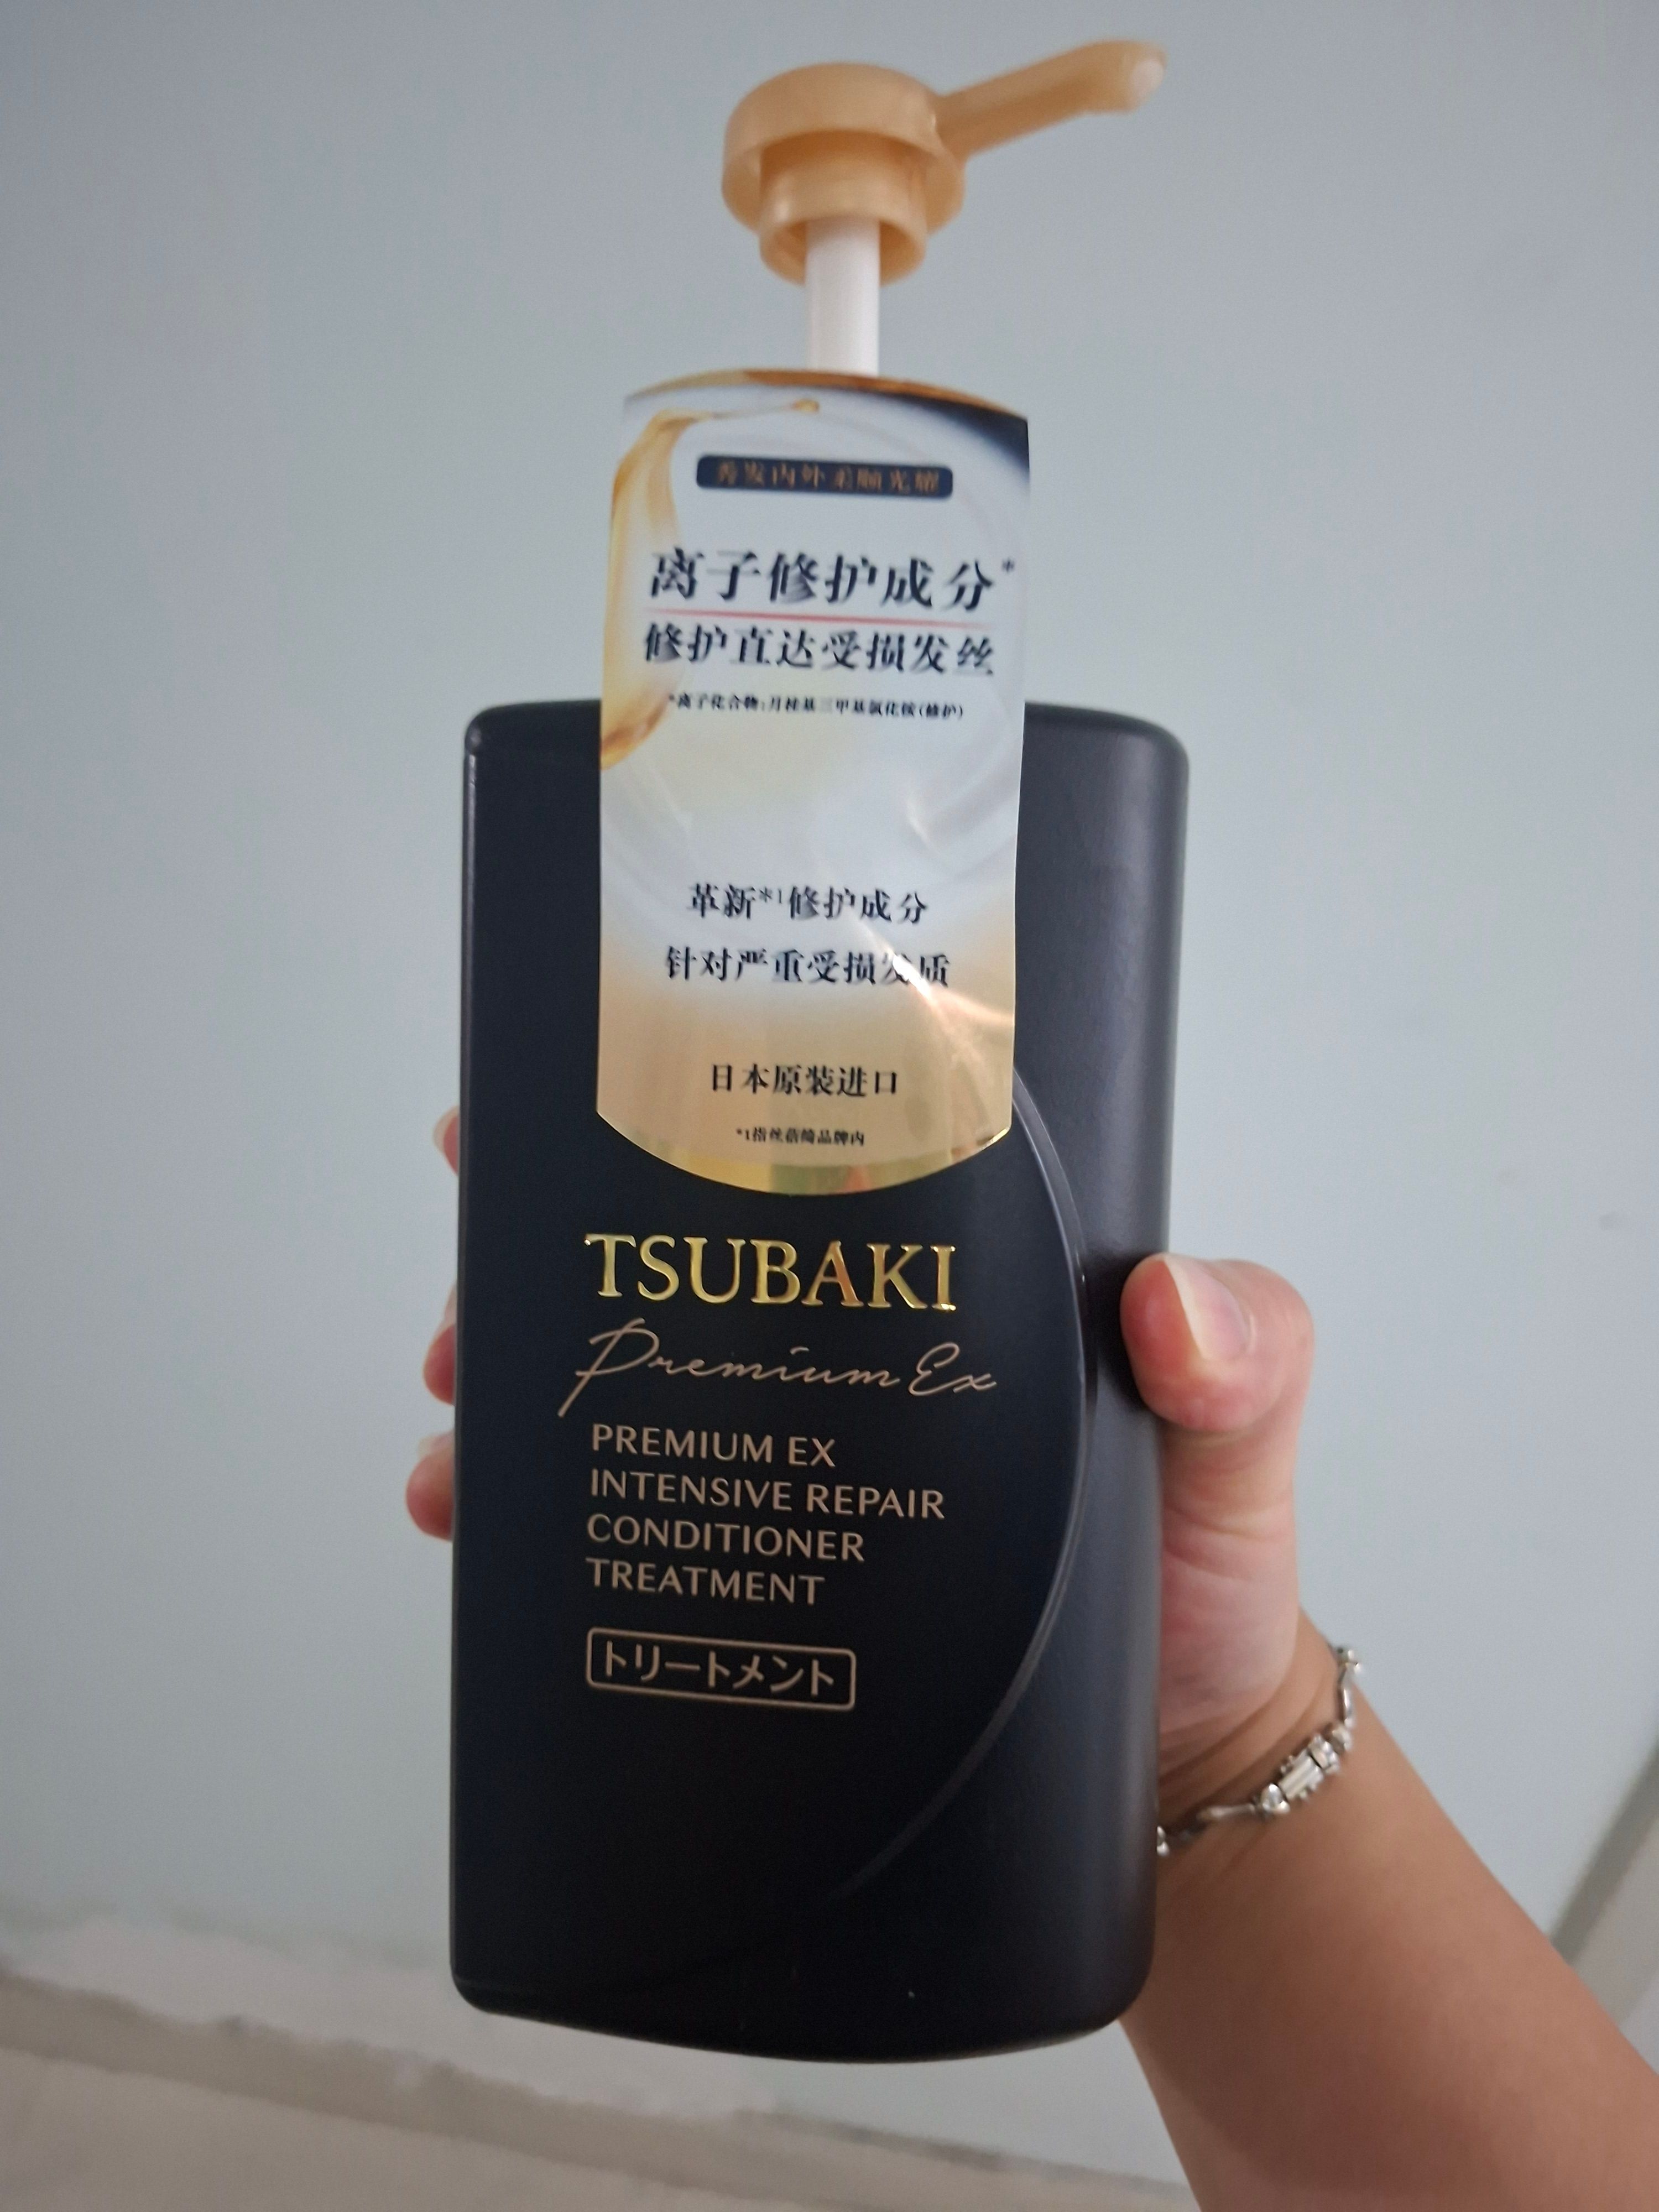 秀发内外柔顺光耀
离子修护成分*
修护直达受损发丝
*离子化合物:月桂基三甲基氯化铵(修护)
革新*1修护成分
针对严重受损发质
日本原装进口
*1指丝蓓绮品牌内
TSUBAKI
Premium Ex
PREMIUM EX
INTENSIVE REPAIR
CONDITIONER
TREATMENT
トリートメント